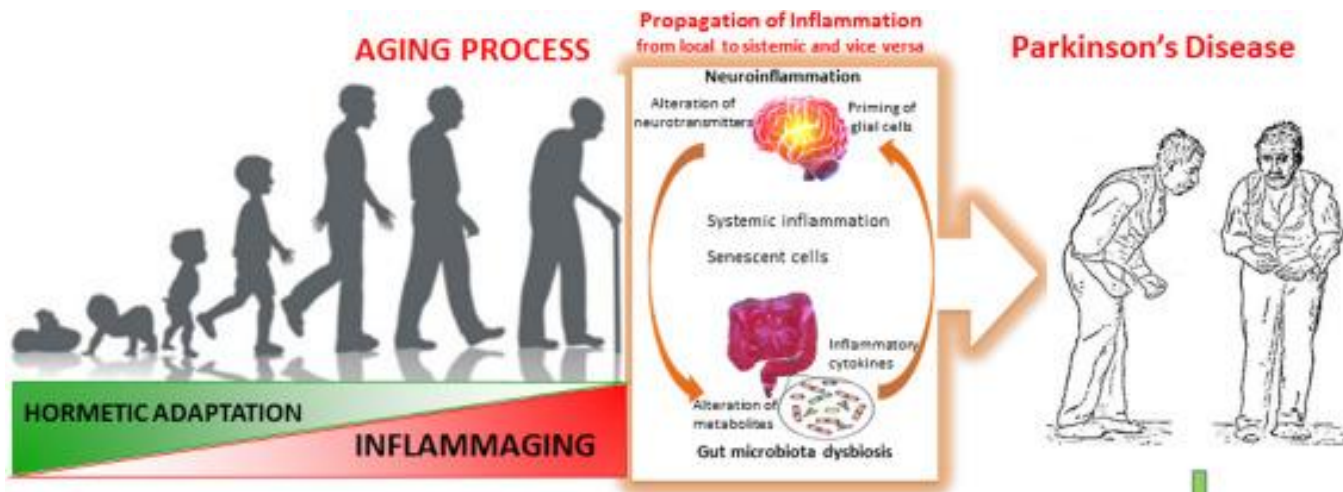 AGING PROCESS
HORMETIC ADAPTATION
INFLAMMAGING
Propagation of Inflammation
from local to sistemic and vice versa
Neuroinflammation
Alteration of
neurotransmitters
Priming of
glial cells
Systemic inflammation
Senescent cells
Inflammatory
cytokines
Alteration of
metabolites
Gut microbiota dysbiosis
Parkinson's Disease